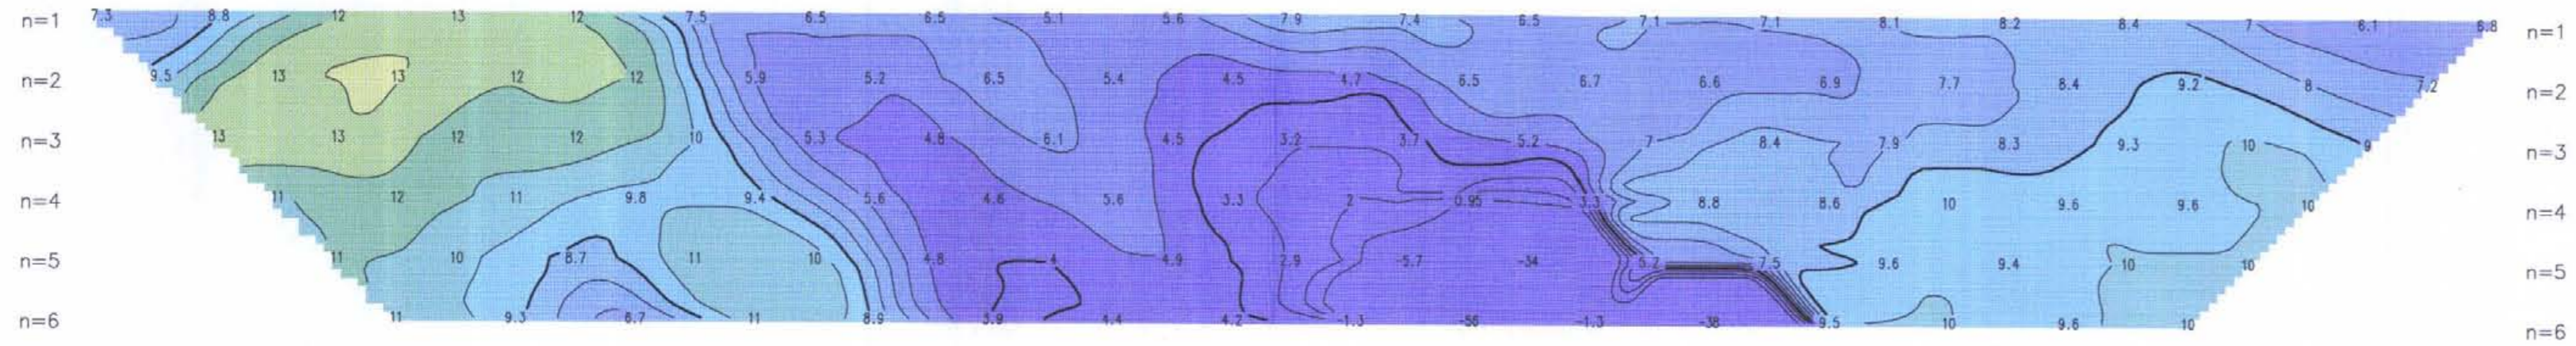 n=1 7.3 8.8 12 13 12 7.5 6.5 6.5 5.1 5.6 7.9 7.4 6.5 7.1 7.1 8.1 8.2 8.4 7 6.1 6.8 n=1
n=2 9.5 13 13 12 12 5.9 5.2 6.5 5.4 4.5 4.7 6.5 6.7 6.6 6.9 7.7 8.4 9.2 8 7.2 n=2
n=3 13 13 12 12 10 5.3 4.8 6.1 4.5 3.2 3.7 5.2 7 8.4 7.9 8.3 9.3 10 9 n=3
n=4 11 12 11 9.8 9.4 5.6 4.6 5.6 3.3 2 0.95 3.3 8.8 8.6 10 9.6 9.6 10 n=4
n=5 11 10 8.7 11 10 4.8 4 4.9 2.9 -5.7 -34 5.2 7.5 9.6 9.4 10 10 n=5
n=6 11 9.3 6.7 11 8.9 3.9 4.4 4.2 -1.3 -56 -1.3 -38 9.5 10 9.6 10 n=6